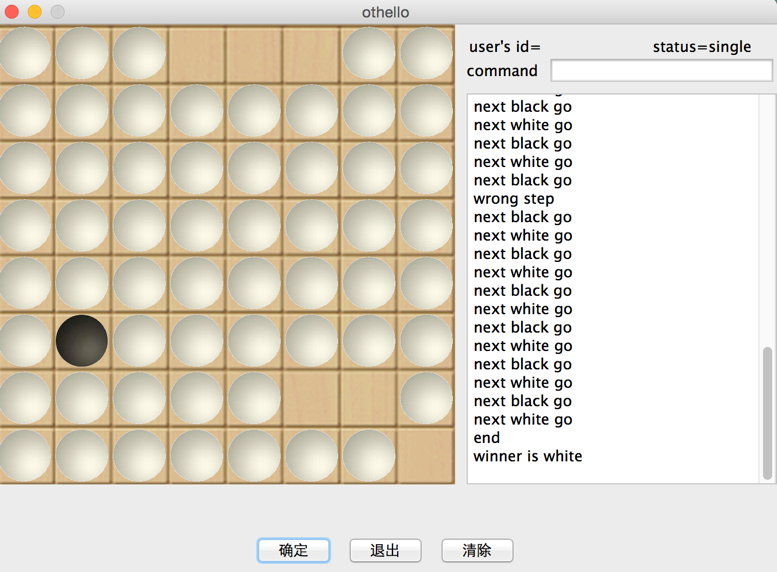 othello
user's id= status=single
command
next black go
next white go
next black go
next white go
next black go
wrong step
next black go
next white go
next black go
next white go
next black go
next white go
next black go
next white go
next black go
next white go
next black go
next white go
end
winner is white
确定 退出 清除